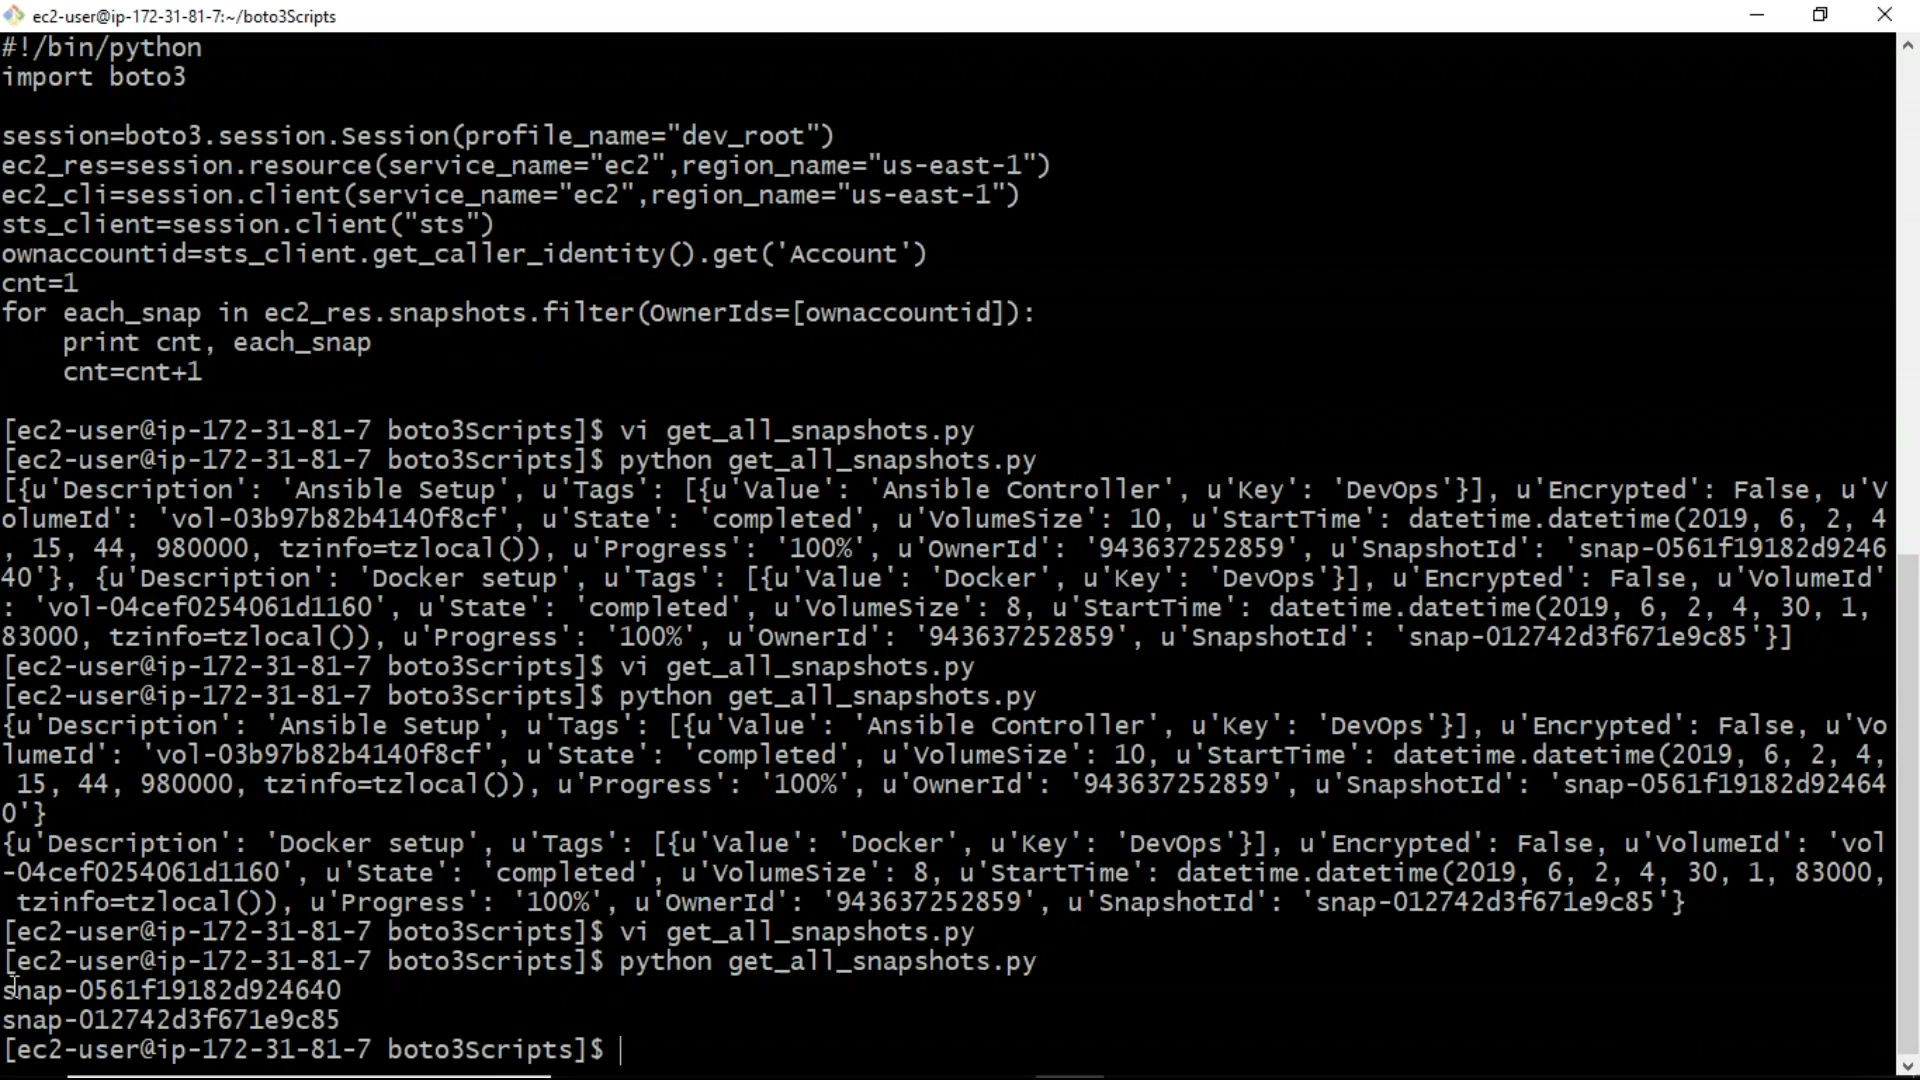 ec2-user@ip-172-31-81-7:~/boto3Scripts
#!/bin/python
import boto3
session=boto3.session.Session(profile_name="dev_root")
ec2_res=session.resource(service_name="ec2",region_name="us-east-1")
ec2_cli=session.client(service_name="ec2",region_name="us-east-1")
sts_client=session.client("sts")
ownaccountid=sts_client.get_caller_identity().get('Account')
cnt=1
for each_snap in ec2_res.snapshots.filter(OwnerIds=[ownaccountid]):
    print cnt, each_snap
    cnt=cnt+1
[ec2-user@ip-172-31-81-7 boto3Scripts]$ vi get_all_snapshots.py
[ec2-user@ip-172-31-81-7 boto3Scripts]$ python get_all_snapshots.py
[{u'Description': 'Ansible Setup', u'Tags': [{u'Value': 'Ansible Controller', u'Key': 'DevOps'}], u'Encrypted': False, u'V
olumeId': 'vol-03b97b82b4140f8cf', u'State': 'completed', u'VolumeSize': 10, u'StartTime': datetime.datetime(2019, 6, 2, 4
, 15, 44, 980000, tzinfo=tzlocal()), u'Progress': '100%', u'OwnerId': '943637252859', u'SnapshotId': 'snap-0561f19182d9246
40'}, {u'Description': 'Docker setup', u'Tags': [{u'Value': 'Docker', u'Key': 'DevOps'}], u'Encrypted': False, u'VolumeId'
: 'vol-04cef0254061d1160', u'State': 'completed', u'VolumeSize': 8, u'StartTime': datetime.datetime(2019, 6, 2, 4, 30, 1,
83000, tzinfo=tzlocal()), u'Progress': '100%', u'OwnerId': '943637252859', u'SnapshotId': 'snap-012742d3f671e9c85'}]
[ec2-user@ip-172-31-81-7 boto3Scripts]$ vi get_all_snapshots.py
[ec2-user@ip-172-31-81-7 boto3Scripts]$ python get_all_snapshots.py
{u'Description': 'Ansible Setup', u'Tags': [{u'Value': 'Ansible Controller', u'Key': 'DevOps'}], u'Encrypted': False, u'Vo
lumeId': 'vol-03b97b82b4140f8cf', u'State': 'completed', u'VolumeSize': 10, u'StartTime': datetime.datetime(2019, 6, 2, 4,
 15, 44, 980000, tzinfo=tzlocal()), u'Progress': '100%', u'OwnerId': '943637252859', u'SnapshotId': 'snap-0561f19182d92464
0'}
{u'Description': 'Docker setup', u'Tags': [{u'Value': 'Docker', u'Key': 'DevOps'}], u'Encrypted': False, u'VolumeId': 'vol
-04cef0254061d1160', u'State': 'completed', u'VolumeSize': 8, u'StartTime': datetime.datetime(2019, 6, 2, 4, 30, 1, 83000,
 tzinfo=tzlocal()), u'Progress': '100%', u'OwnerId': '943637252859', u'SnapshotId': 'snap-012742d3f671e9c85'}
[ec2-user@ip-172-31-81-7 boto3Scripts]$ vi get_all_snapshots.py
[ec2-user@ip-172-31-81-7 boto3Scripts]$ python get_all_snapshots.py
snap-0561f19182d924640
snap-012742d3f671e9c85
[ec2-user@ip-172-31-81-7 boto3Scripts]$